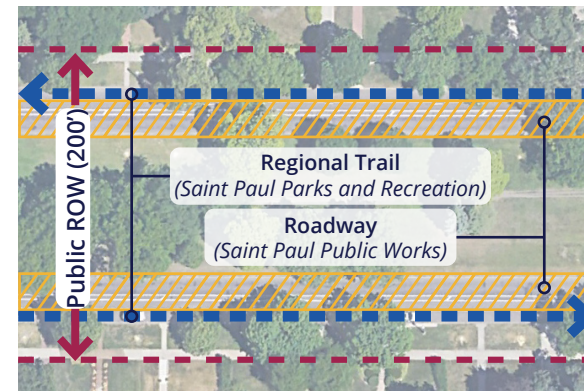 Public ROW (200')
Regional Trail
(Saint Paul Parks and Recreation)
Roadway
(Saint Paul Public Works)